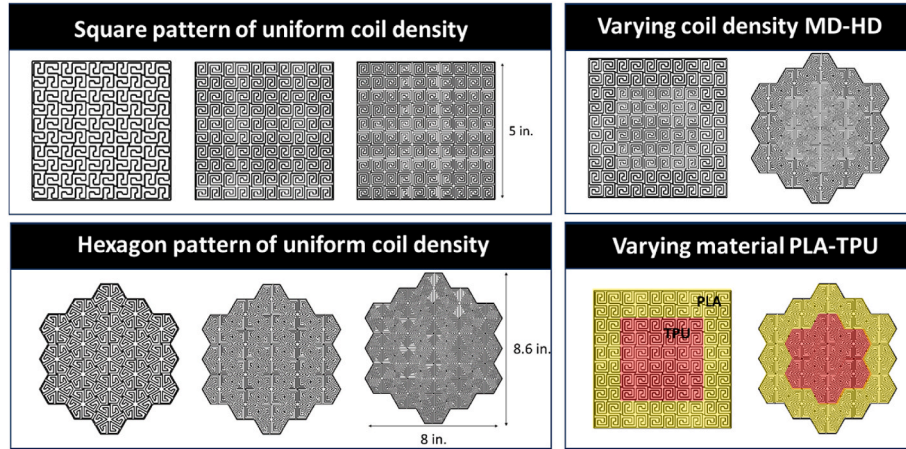 Square pattern of uniform coil density
5 in.
Varying coil density MD-HD
Hexagon pattern of uniform coil density
8.6 in.
8 in.
Varying material PLA-TPU
PLA
TPU